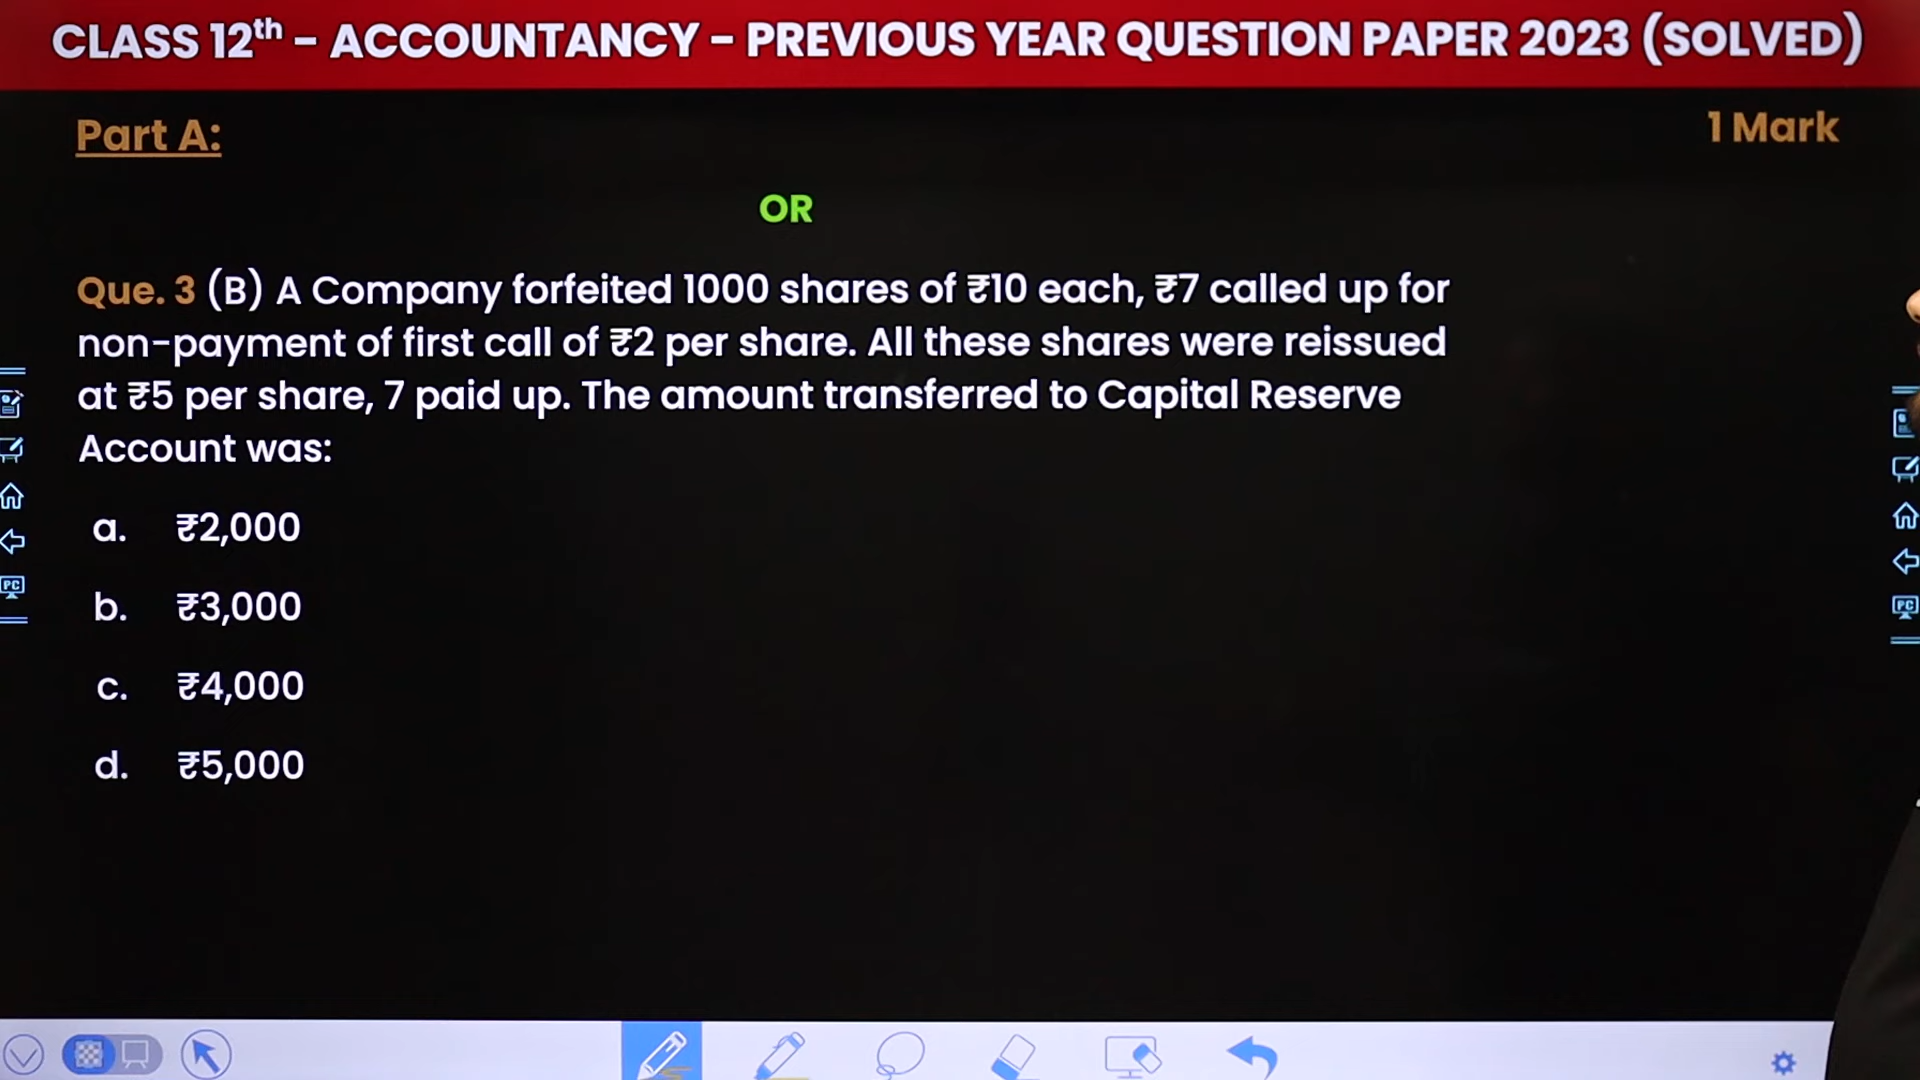 CLASS 12th - ACCOUNTANCY - PREVIOUS YEAR QUESTION PAPER 2023 (SOLVED)
Part A:
1 Mark
OR
Que. 3 (B) A Company forfeited 1000 shares of ₹10 each, ₹7 called up for
non-payment of first call of ₹2 per share. All these shares were reissued
at ₹5 per share, 7 paid up. The amount transferred to Capital Reserve
Account was:
a. ₹2,000
b. ₹3,000
c. ₹4,000
d. ₹5,000
PC
PC